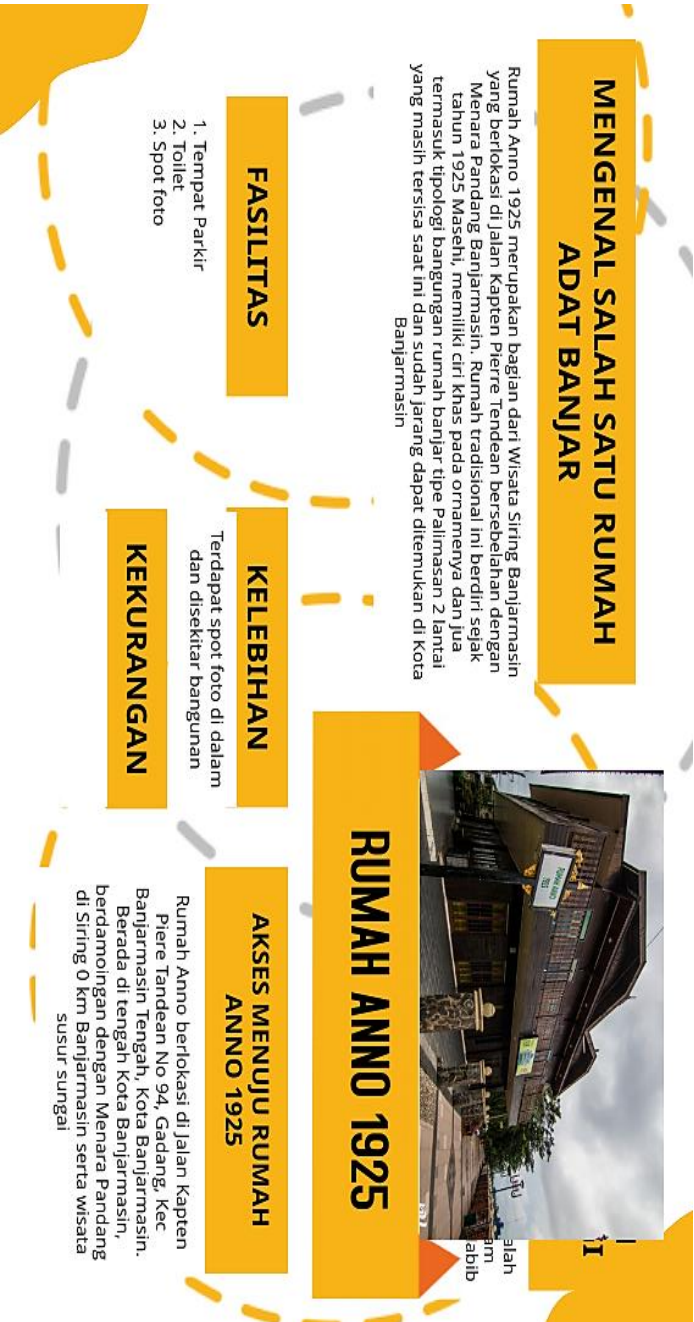 MENGENAL SALAH SATU RUMAH
ADAT BANJAR
Rumah Anno 1925 merupakan bagian dari Wisata Siring Banjarmasin
yang berlokasi di Jalan Kapten Pierre Tendean bersebelahan dengan
Menara Pandang Banjarmasin. Rumah tradisional ini berdiri sejak
tahun 1925 Masehi, memiliki ciri khas pada ornamenya dan jua
termasuk tipologi bangungan rumah banjar tipe Palimasan 2 lantai
yang masih tersisa saat ini dan sudah jarang dapat ditemukan di Kota
Banjarmasin
FASILITAS
1. Tempat Parkir
2. Toilet
3. Spot foto
KELEBIHAN
Terdapat spot foto di dalam
dan disekitar bangunan
KEKURANGAN
RUMAH ANNO 1925
AKSES MENUJU RUMAH
ANNO 1925
Rumah Anno berlokasi di Jalan Kapten
Piere Tandean No 94, Gadang, Kec
Banjarmasin Tengah, Kota Banjarmasin.
Berada di tengah Kota Banjarmasin,
berdamoingan dengan Menara Pandang
di Siring 0 km Banjarmasin serta wisata
susur sungai